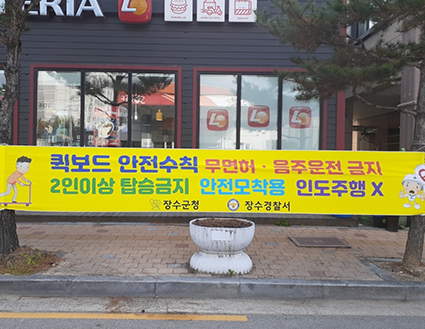 ERIA
L
퀵보드 안전수칙 무면허·음주운전 금지
2인이상 탑승금지 안전모착용 인도주행 X
장수군청 장수경찰서